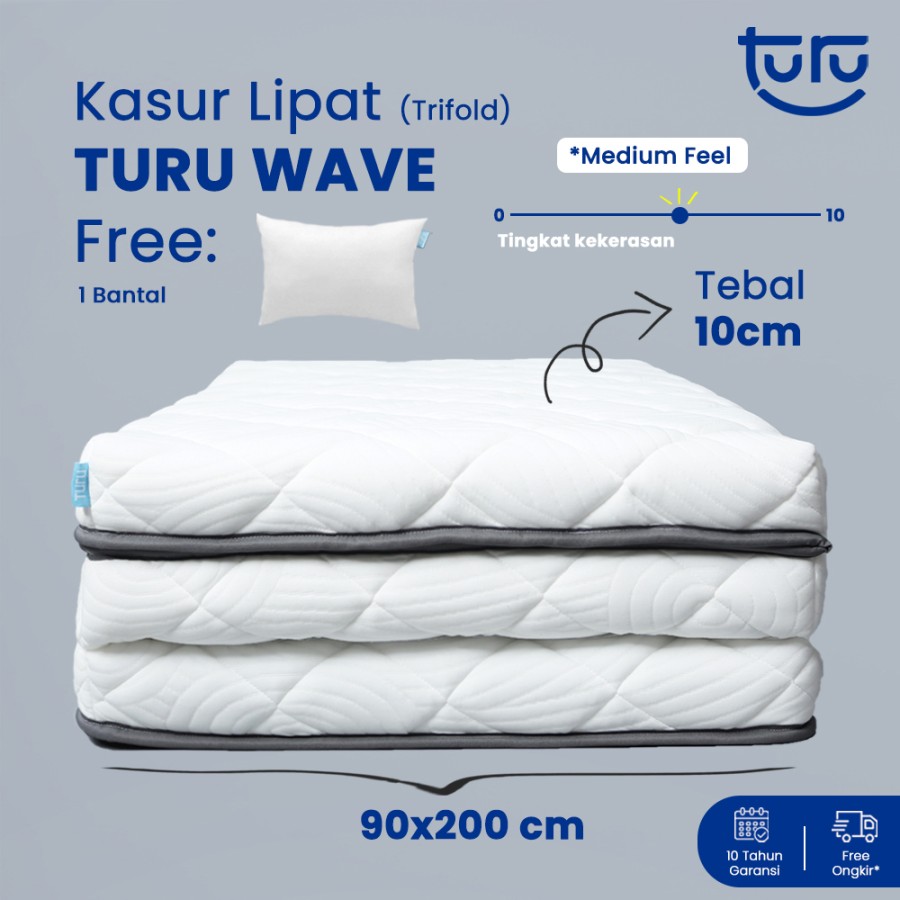 turu
Kasur Lipat (Trifold)
TURU WAVE
Free:
1 Bantal
*Medium Feel
0 10
Tingkat kekerasan
Tebal
10cm
TURU
90x200 cm
10 Tahun
Garansi
Free
Ongkir*